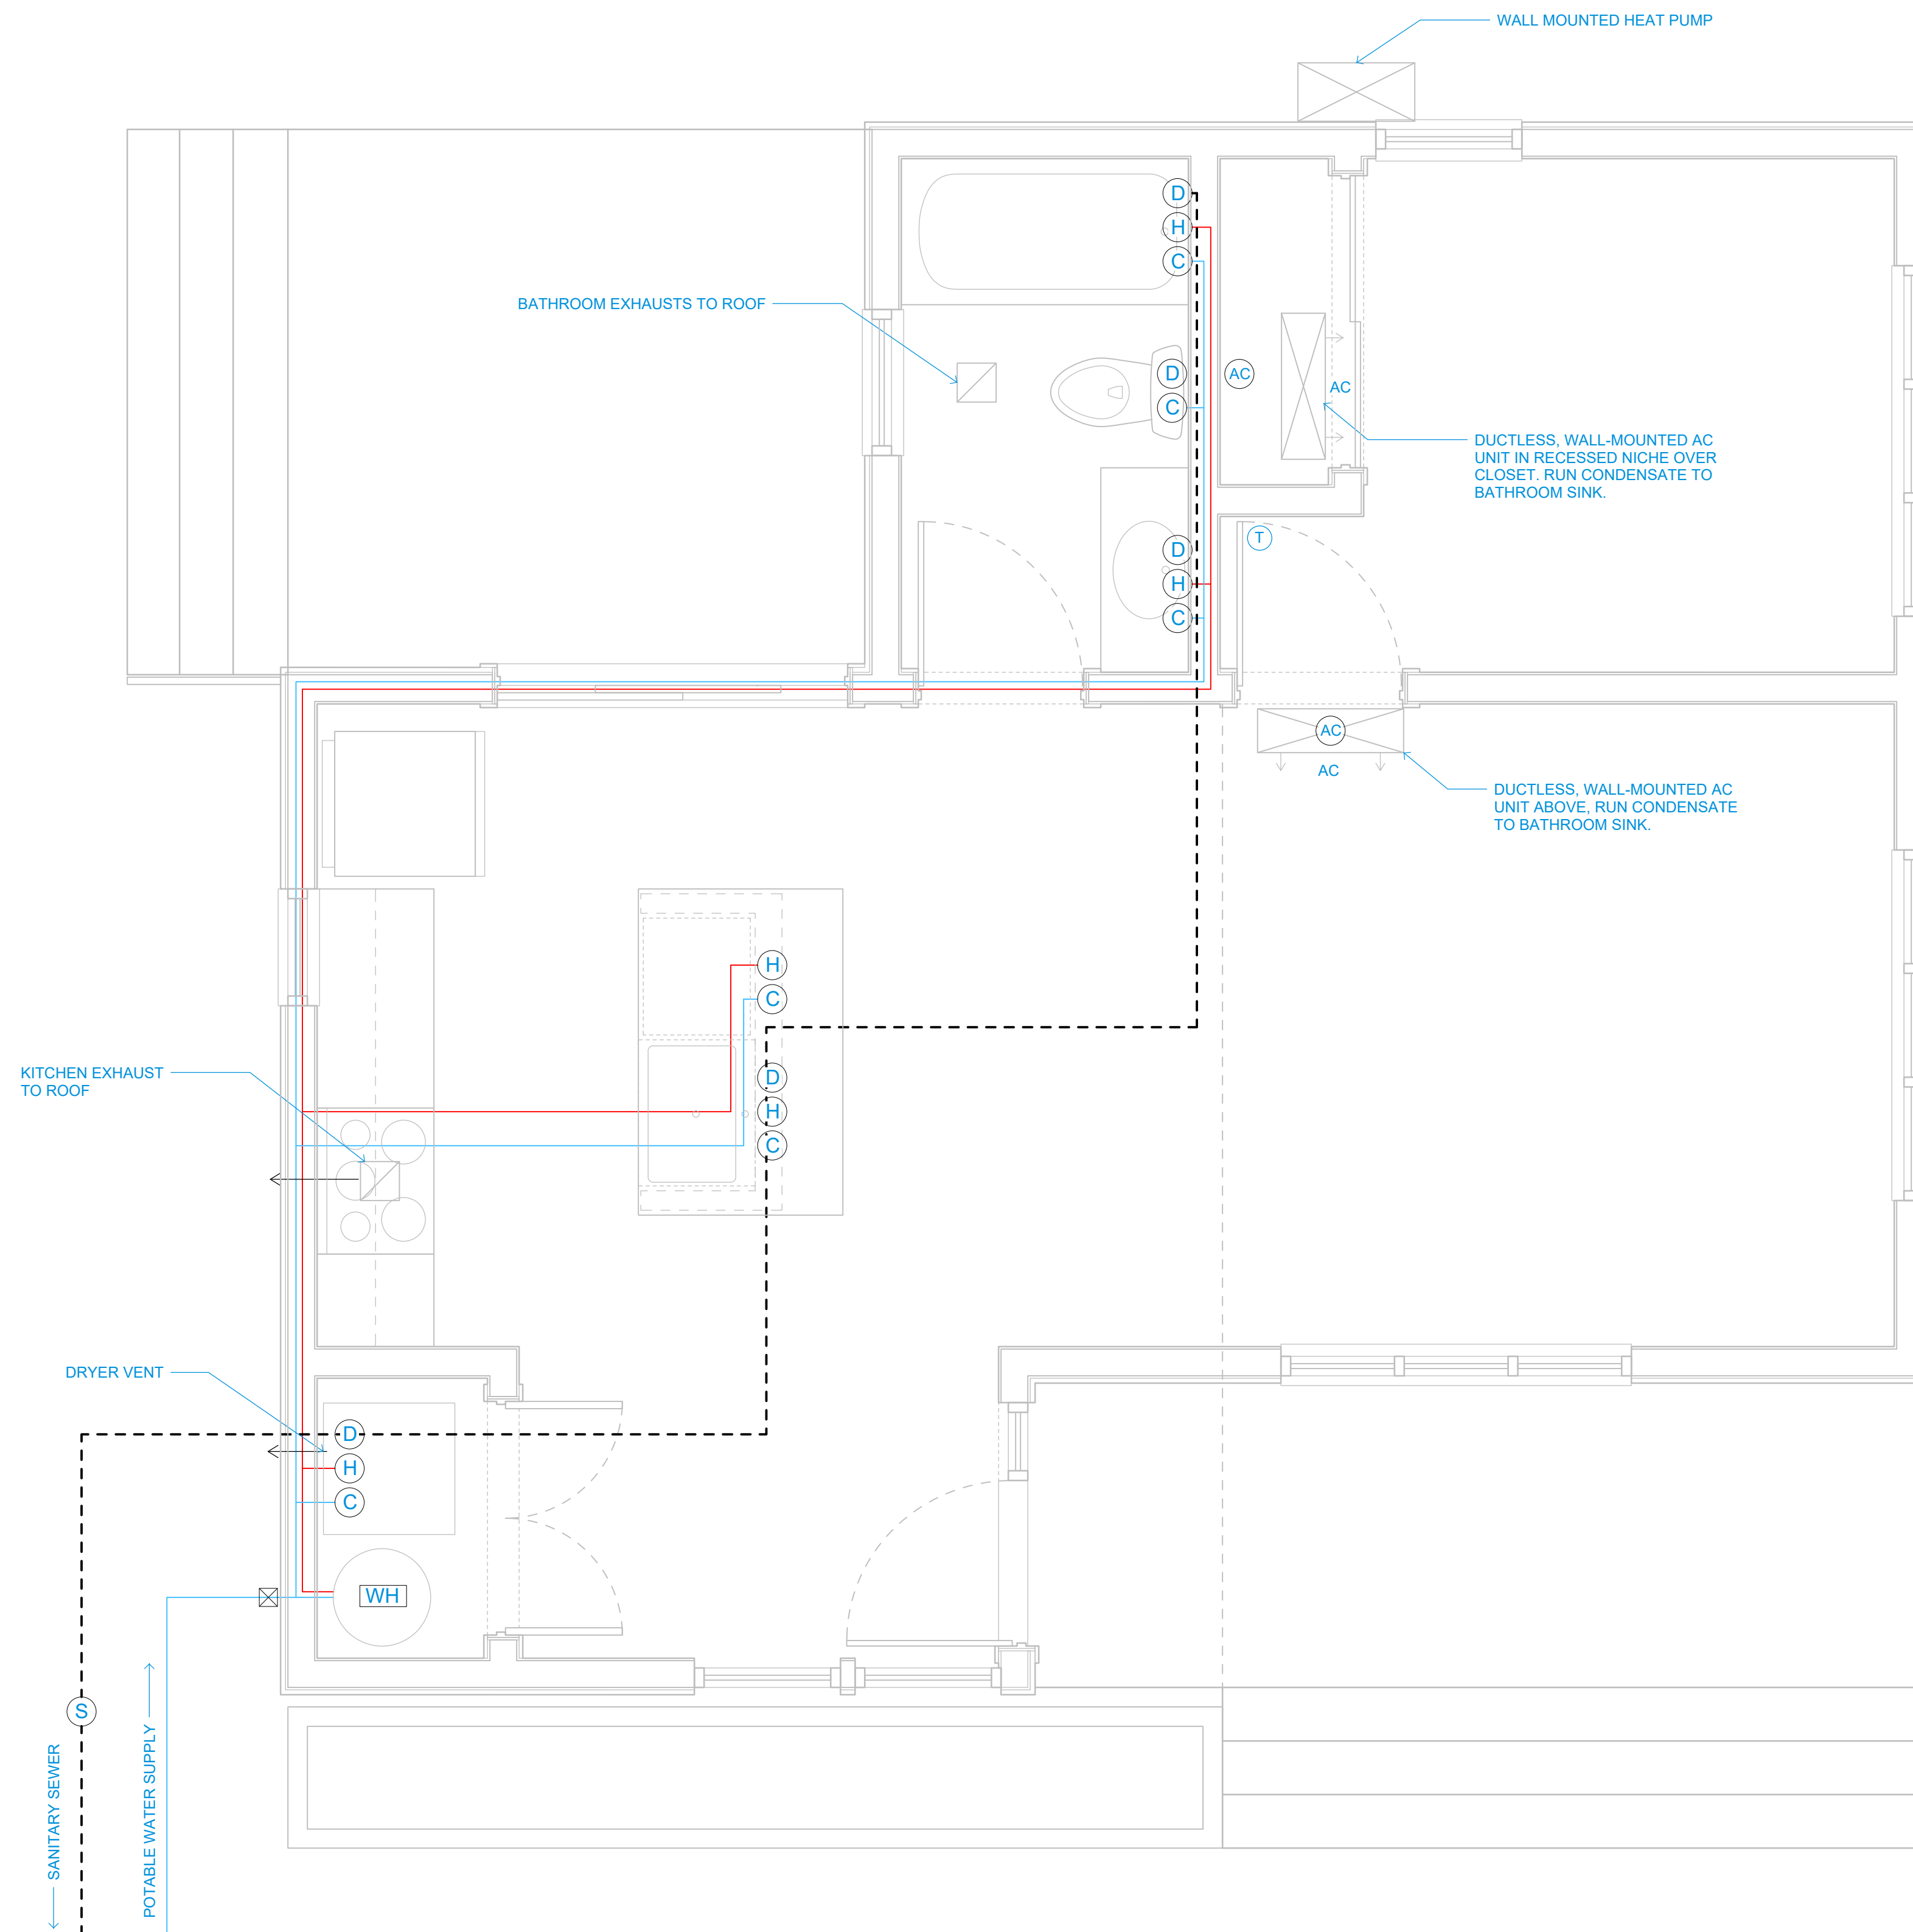 WALL MOUNTED HEAT PUMP
D
H
C
BATHROOM EXHAUSTS TO ROOF
D
C
AC
AC
DUCTLESS, WALL-MOUNTED AC
UNIT IN RECESSED NICHE OVER
CLOSET. RUN CONDENSATE TO
BATHROOM SINK.
T
D
H
C
AC
AC
DUCTLESS, WALL-MOUNTED AC
UNIT ABOVE, RUN CONDENSATE
TO BATHROOM SINK.
H
C
KITCHEN EXHAUST
TO ROOF
D
H
C
DRYER VENT
D
H
C
WH
S
SANITARY SEWER
POTABLE WATER SUPPLY